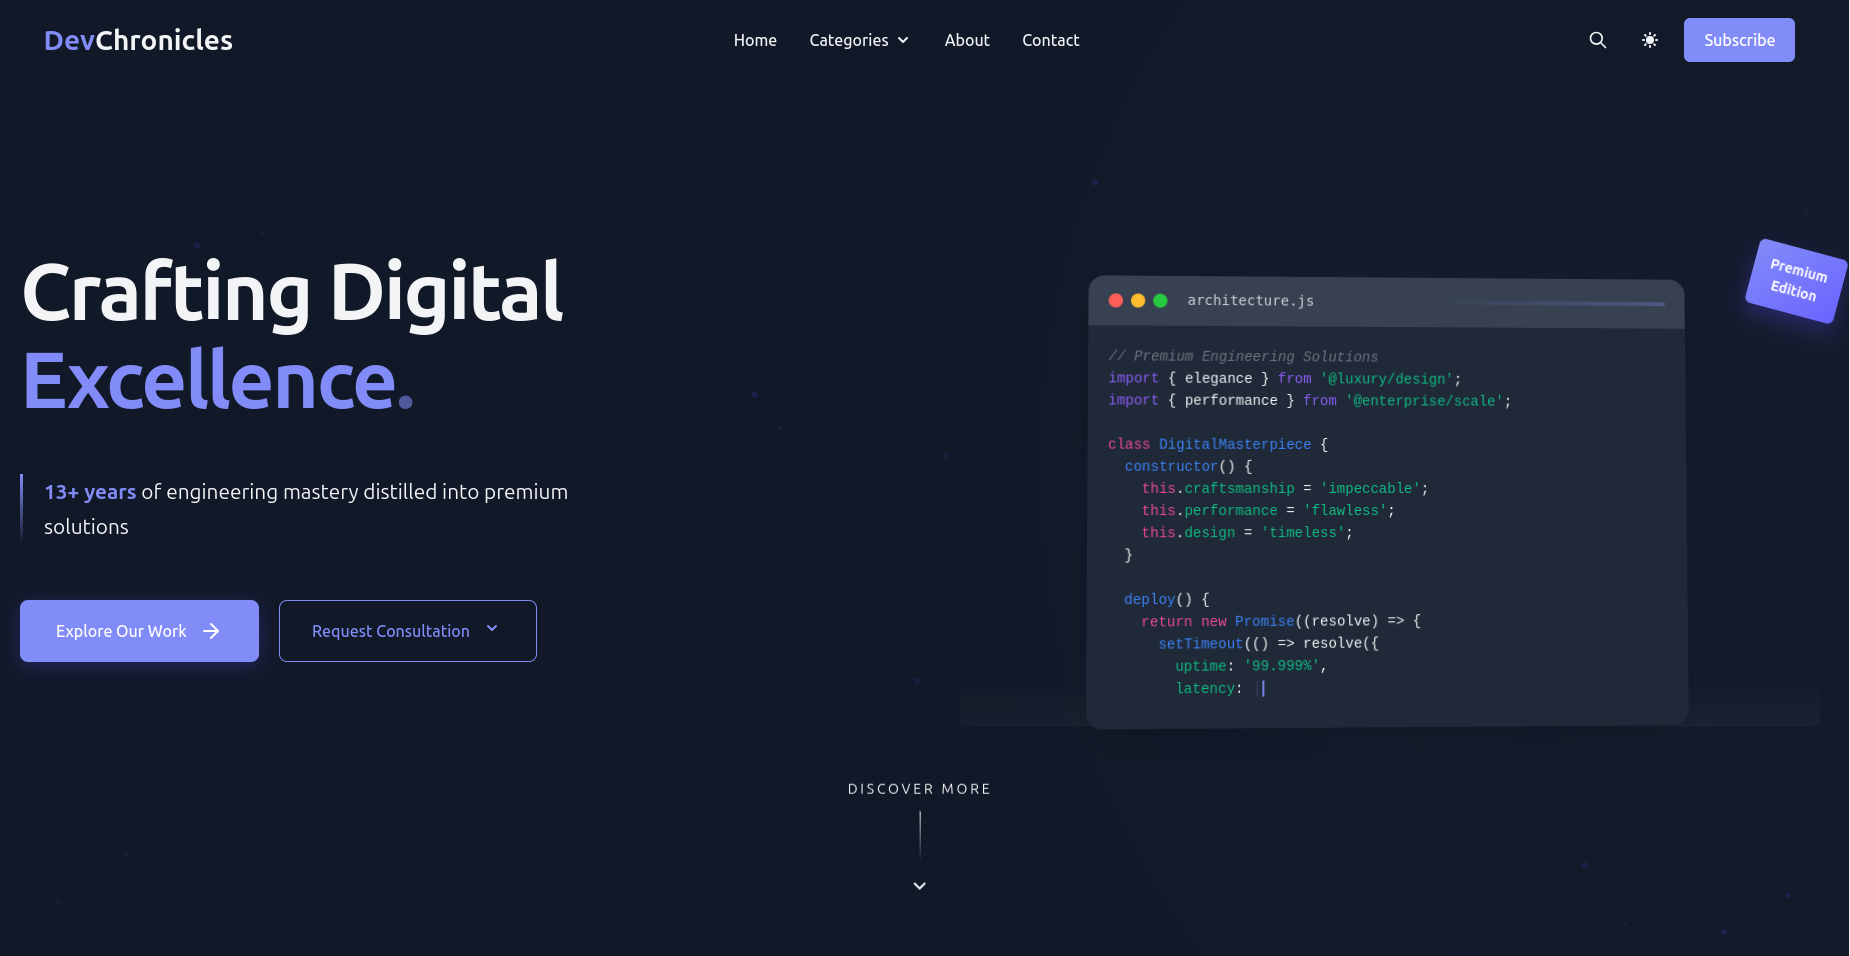 DevChronicles
Home
Categories
About
Contact
Subscribe
Crafting Digital
Excellence.
13+ years of engineering mastery distilled into premium
solutions
Explore Our Work
Request Consultation
Premium
Edition
architecture.js
// Premium Engineering Solutions
import { elegance } from '@luxury/design';
import { performance } from '@enterprise/scale';
class DigitalMasterpiece {
constructor() {
this.craftsmanship = 'impeccable';
this.performance = 'flawless';
this.design = 'timeless';
}
deploy() {
return new Promise((resolve) => {
setTimeout(() => resolve({
uptime: '99.999%',
latency:
DISCOVER MORE